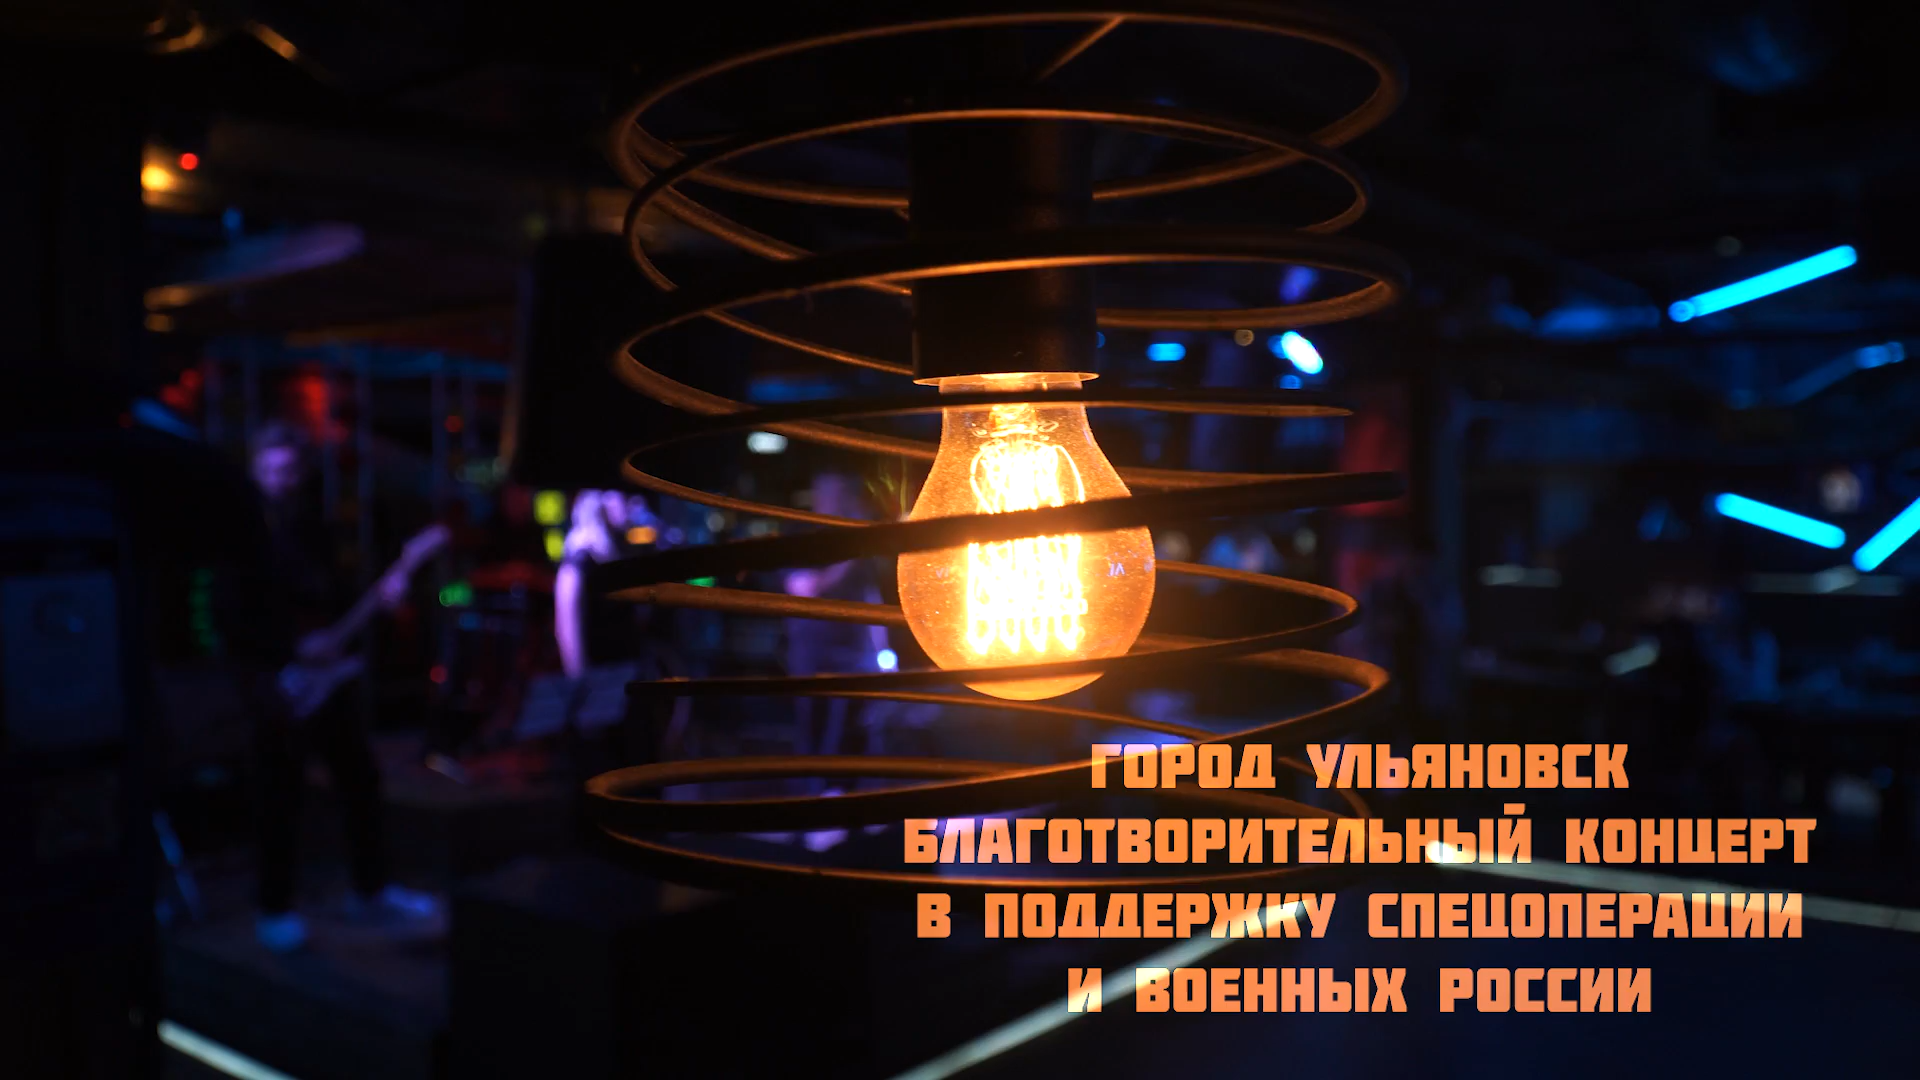 ГОРОД УЛЬЯНОВСК
БЛАГОТВОРИТЕЛЬНЫЙ КОНЦЕРТ
В ПОДДЕРЖКУ СПЕЦОПЕРАЦИИ
И ВОЕННЫХ РОССИИ